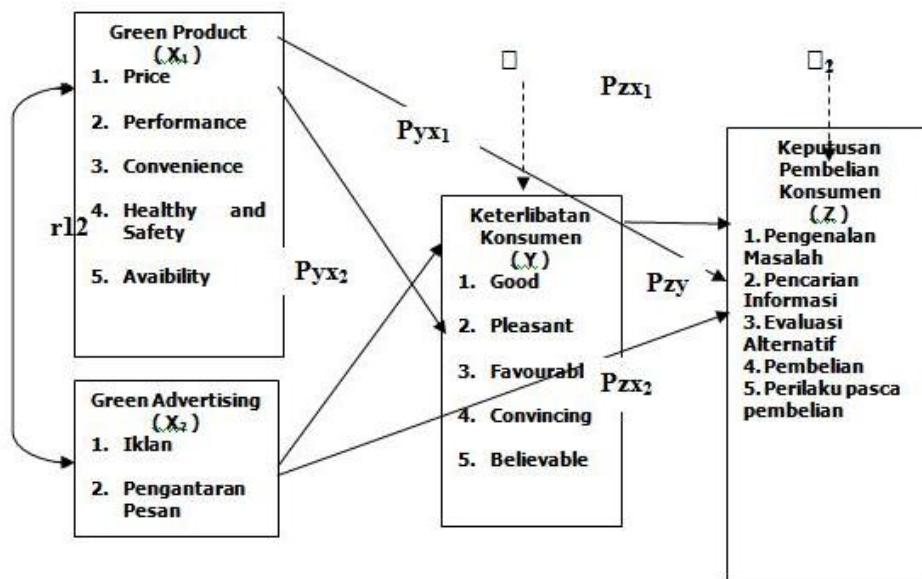 Green Product
(X₁)
1. Price
2. Performance
3. Convenience
4. Healthy and
Safety
5. Avaibility
r12
Green Advertising
(X₂)
1. Iklan
2. Pengantaran
Pesan
Pyx₁
Pyx₂
□
Keterlibatan
Konsumen
(Y)
1. Good
2. Pleasant
3. Favourabl
4. Convincing
5. Believable
Pzx₁
Pzy
Pzx₂
□₂
Kepututusan
Pembelian
Konsumen
(Z)
1. Pengenalan
Masalah
2. Pencarian
Informasi
3. Evaluasi
Alternatif
4. Pembelian
5. Perilaku pasca
pembelian